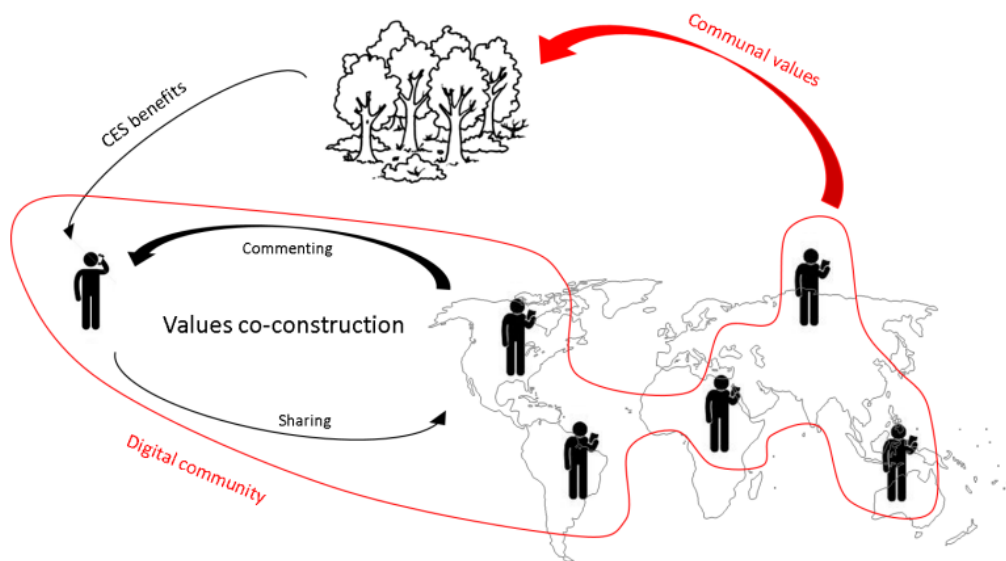 Communal values
CES benefits
Commenting
Values co-construction
Sharing
Digital community